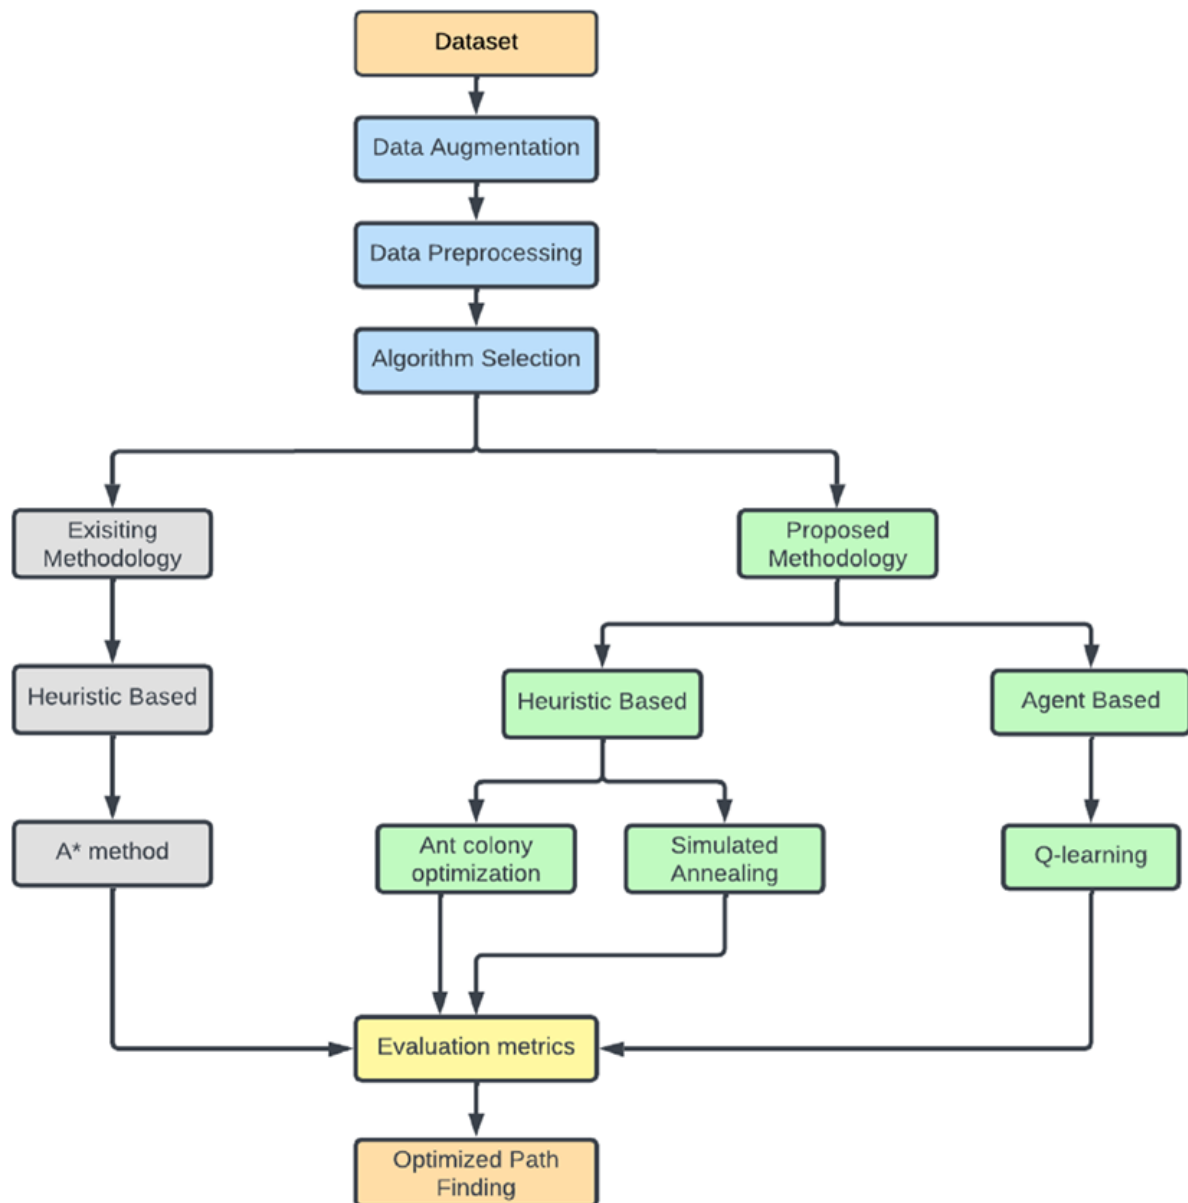 Dataset
Data Augmentation
Data Preprocessing
Algorithm Selection
Exisiting
Methodology
Proposed
Methodology
Heuristic Based
Heuristic Based
Agent Based
A* method
Ant colony
optimization
Simulated
Annealing
Q-learning
Evaluation metrics
Optimized Path
Finding